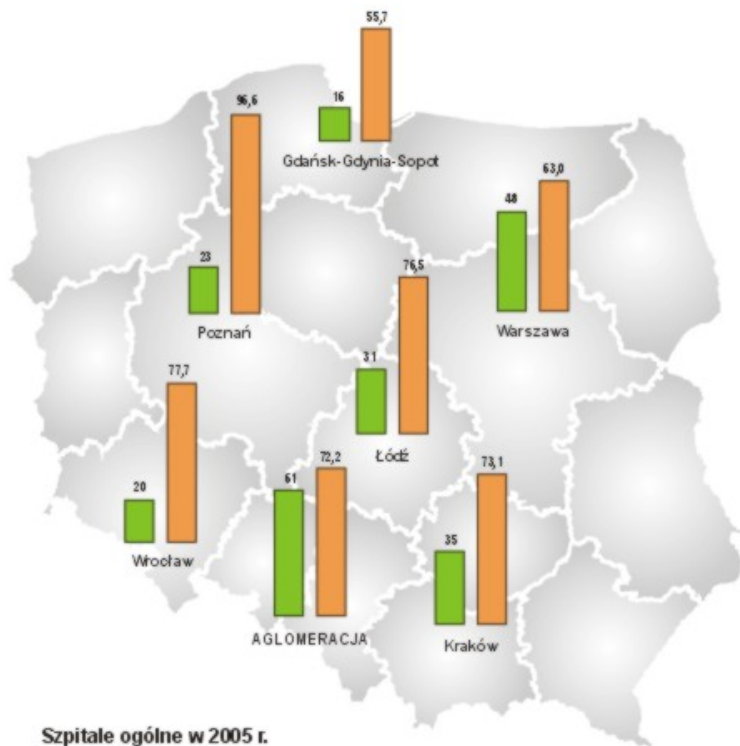 55,7
16
Gdańsk-Gdynia-Sopot
96,6
23
Poznań
63,0
48
Warszawa
76,5
31
Łódź
77,7
20
Wrocław
72,2
61
AGLOMERACJA
73,1
35
Kraków
Szpitale ogólne w 2005 r.